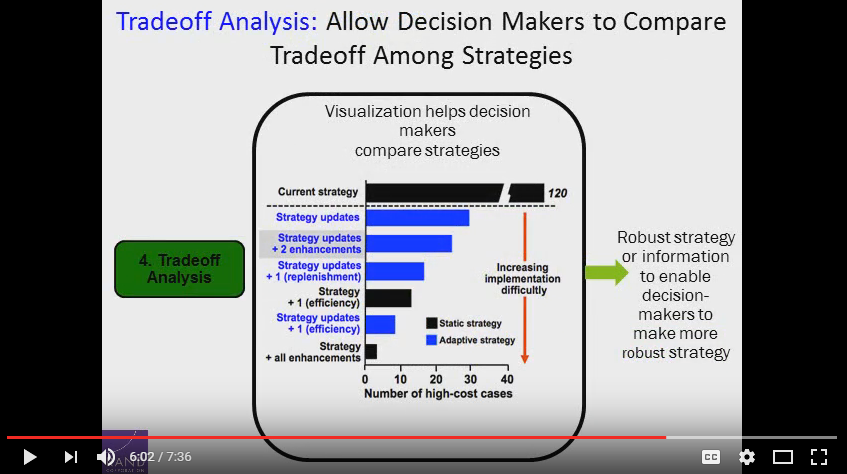 Tradeoff Analysis: Allow Decision Makers to Compare
Tradeoff Among Strategies
Visualization helps decision
makers
compare strategies
Current strategy
120
Strategy updates
Strategy updates
+ 2 enhancements
Strategy updates
+ 1 (replenishment)
Strategy
+ 1 (efficiency)
Strategy updates
+ 1 (efficiency)
Strategy
+ all enhancements
Increasing
implementation
difficultly
Static strategy
Adaptive strategy
0 10 20 30 40
Number of high-cost cases
4. Tradeoff
Analysis
Robust strategy
or information
to enable
decision-
makers to
make more
robust strategy
6:02 / 7:36
CC